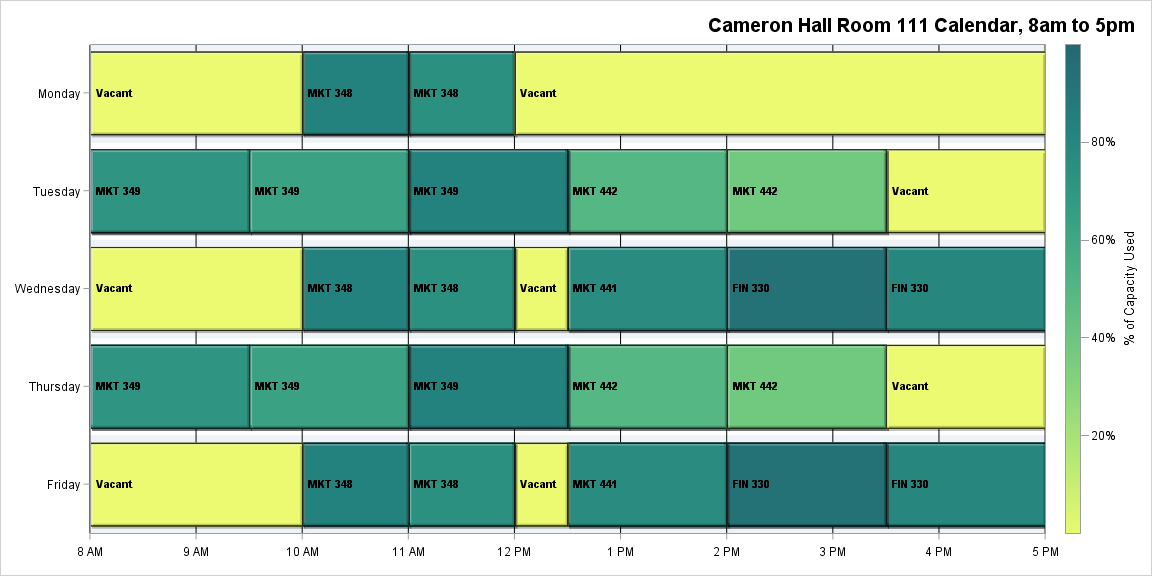 Cameron Hall Room 111 Calendar, 8am to 5pm
Monday
Vacant
MKT 348
MKT 348
Vacant
Tuesday
MKT 349
MKT 349
MKT 349
MKT 442
MKT 442
Vacant
Wednesday
Vacant
MKT 348
MKT 348
Vacant
MKT 441
FIN 330
FIN 330
Thursday
MKT 349
MKT 349
MKT 349
MKT 442
MKT 442
Vacant
Friday
Vacant
MKT 348
MKT 348
Vacant
MKT 441
FIN 330
FIN 330
8 AM
9 AM
10 AM
11 AM
12 PM
1 PM
2 PM
3 PM
4 PM
5 PM
80%
60%
40%
20%
% of Capacity Used